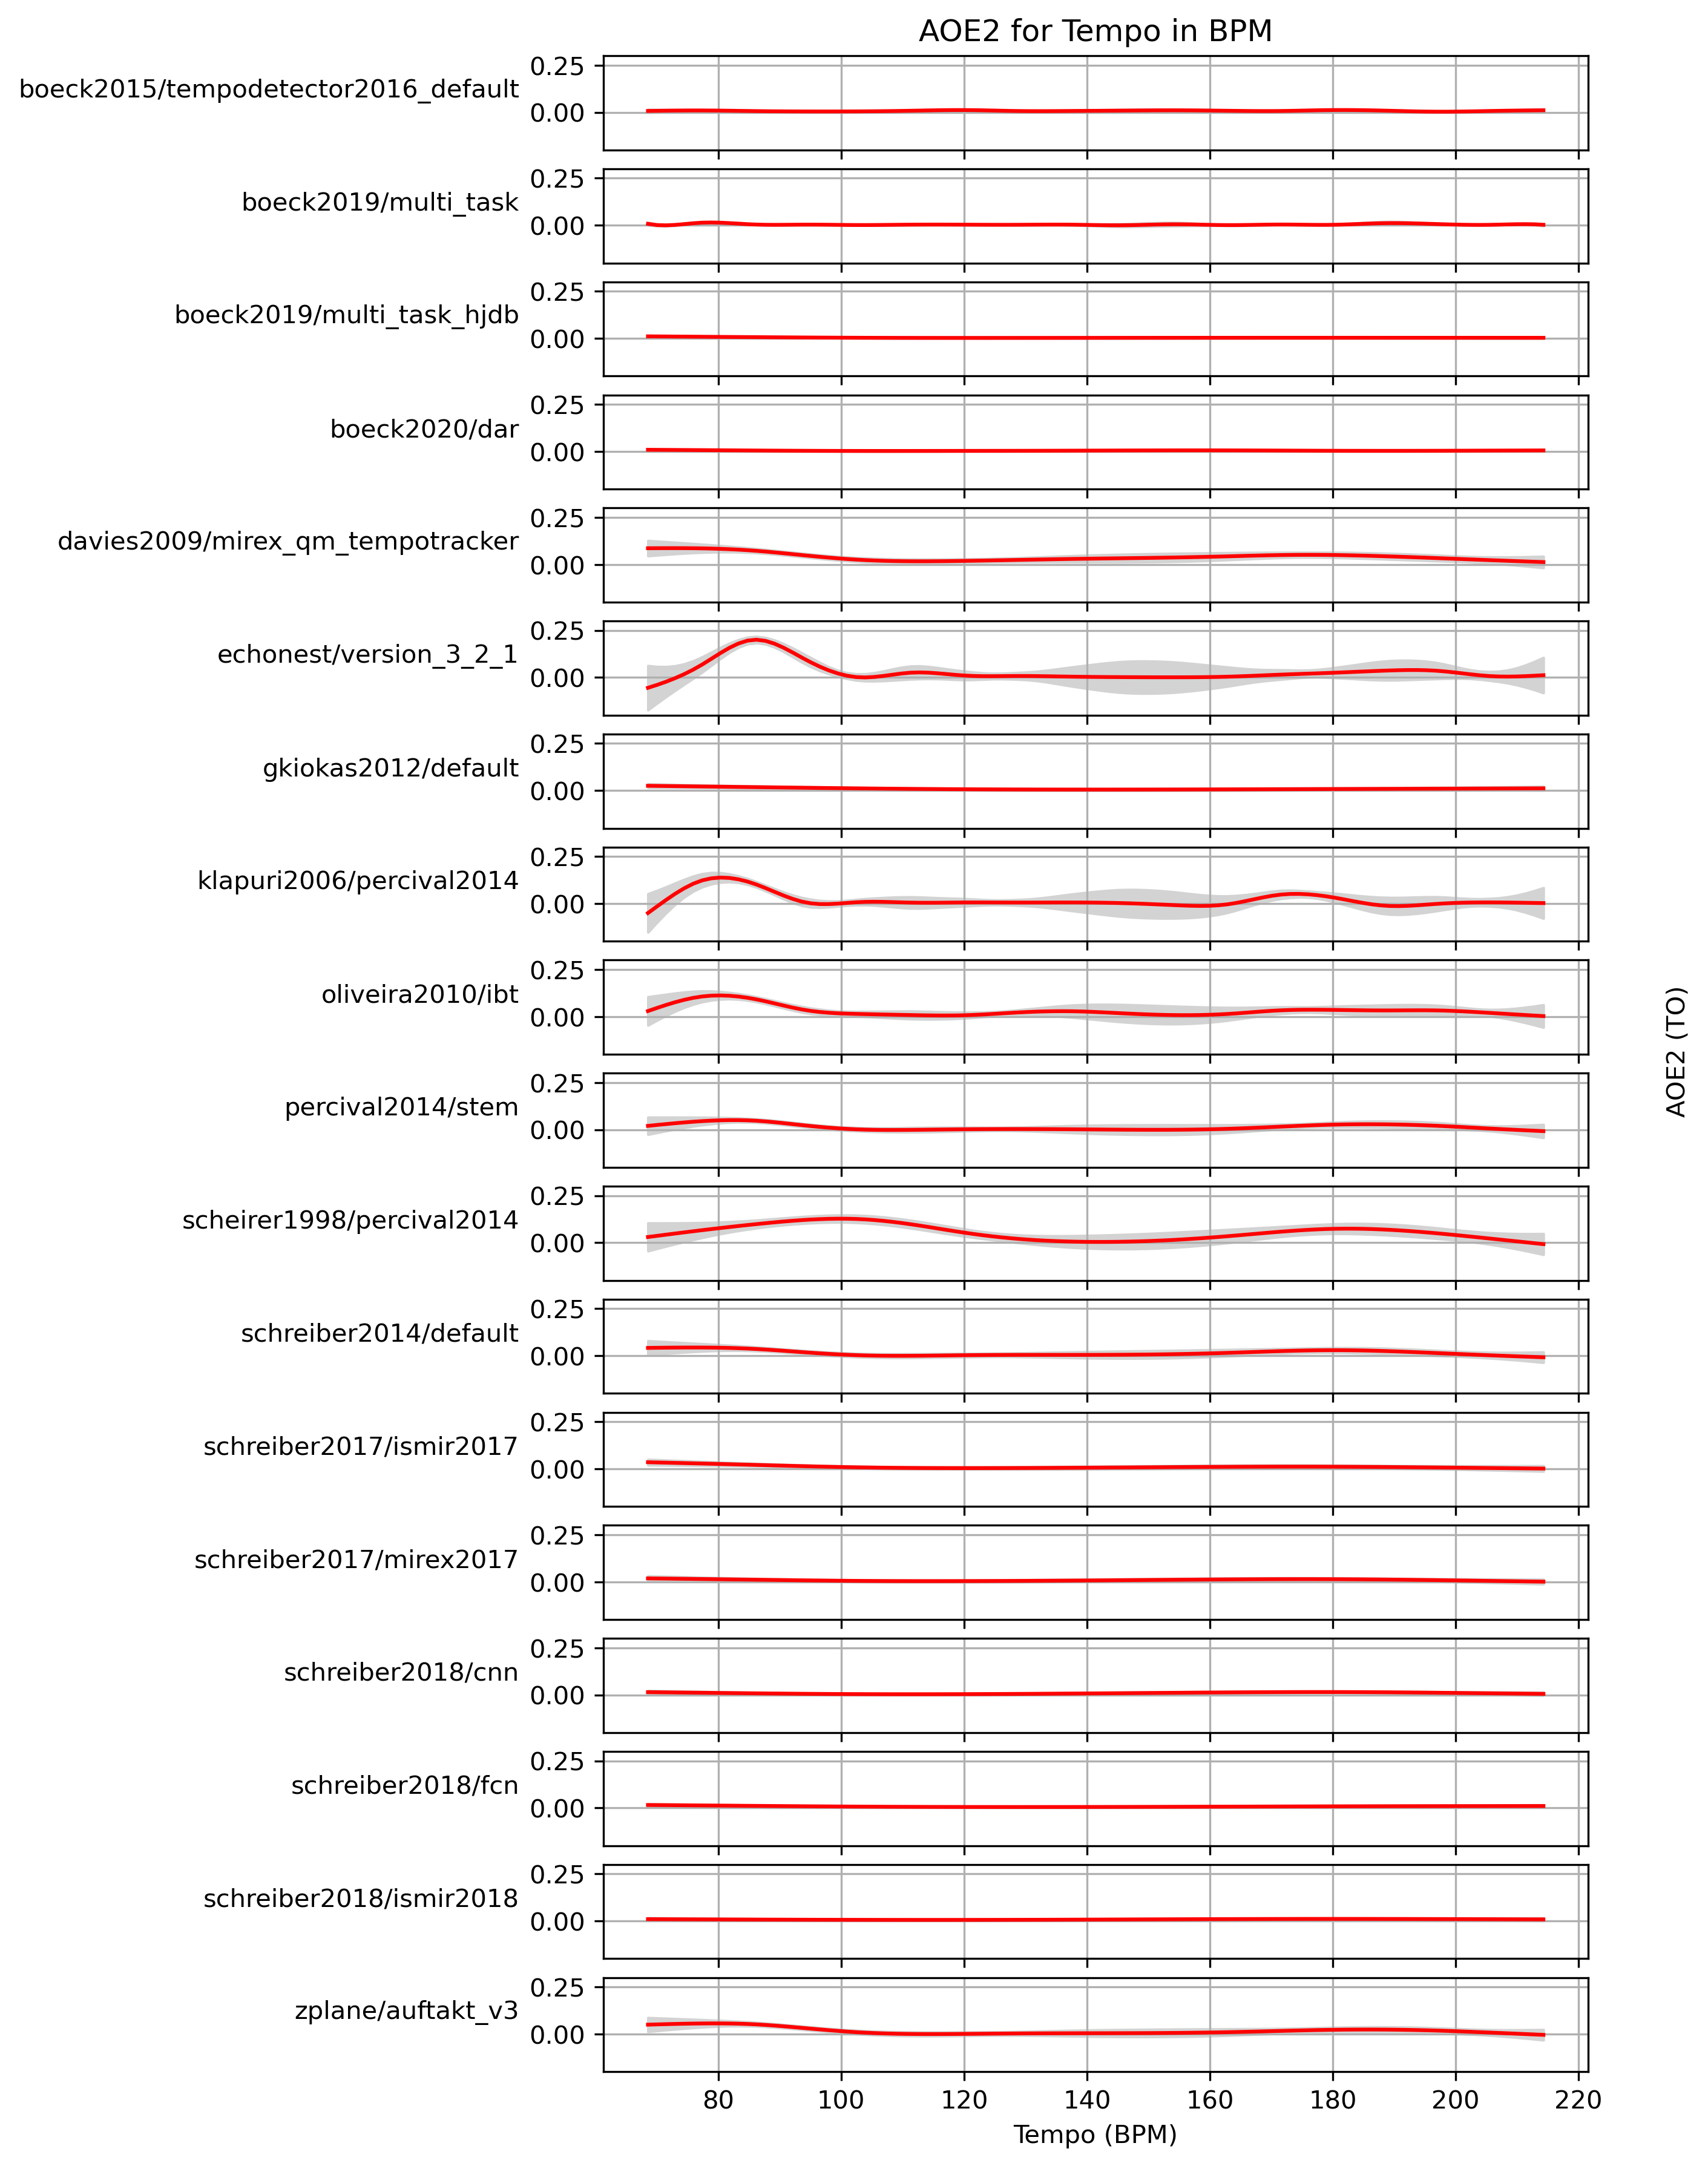 AOE2 for Tempo in BPM
boeck2015/tempodetector2016_default
0.25
0.00
boeck2019/multi_task
0.25
0.00
boeck2019/multi_task_hjdb
0.25
0.00
boeck2020/dar
0.25
0.00
davies2009/mirex_qm_tempotracker
0.25
0.00
echonest/version_3_2_1
0.25
0.00
gkiokas2012/default
0.25
0.00
klapuri2006/percival2014
0.25
0.00
oliveira2010/ibt
0.25
0.00
percival2014/stem
0.25
0.00
scheirer1998/percival2014
0.25
0.00
schreiber2014/default
0.25
0.00
schreiber2017/ismir2017
0.25
0.00
schreiber2017/mirex2017
0.25
0.00
schreiber2018/cnn
0.25
0.00
schreiber2018/fcn
0.25
0.00
schreiber2018/ismir2018
0.25
0.00
zplane/auftakt_v3
0.25
0.00
80 100 120 140 160 180 200 220
Tempo (BPM)
AOE2 (TO)